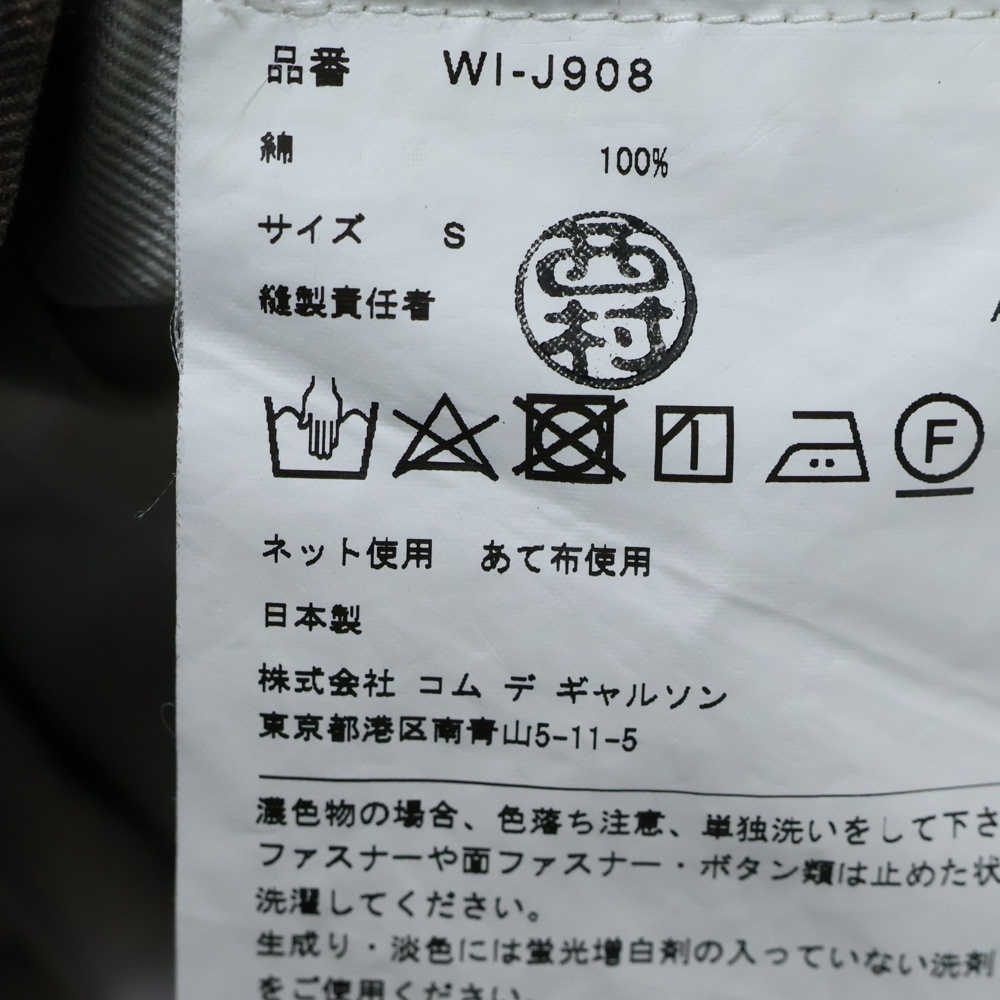 品番 WI-J908
綿 100%
サイズ S
縫製責任者 西村
F
ネット使用 あて布使用
日本製
株式会社 コム デ ギャルソン
東京都港区南青山5-11-5
濃色物の場合、色落ち注意、単独洗いをして下さ
ファスナーや面ファスナー・ボタン類は止めた状
洗濯してください。
生成り・淡色には蛍光増白剤の入っていない洗剤
をご使用ください。